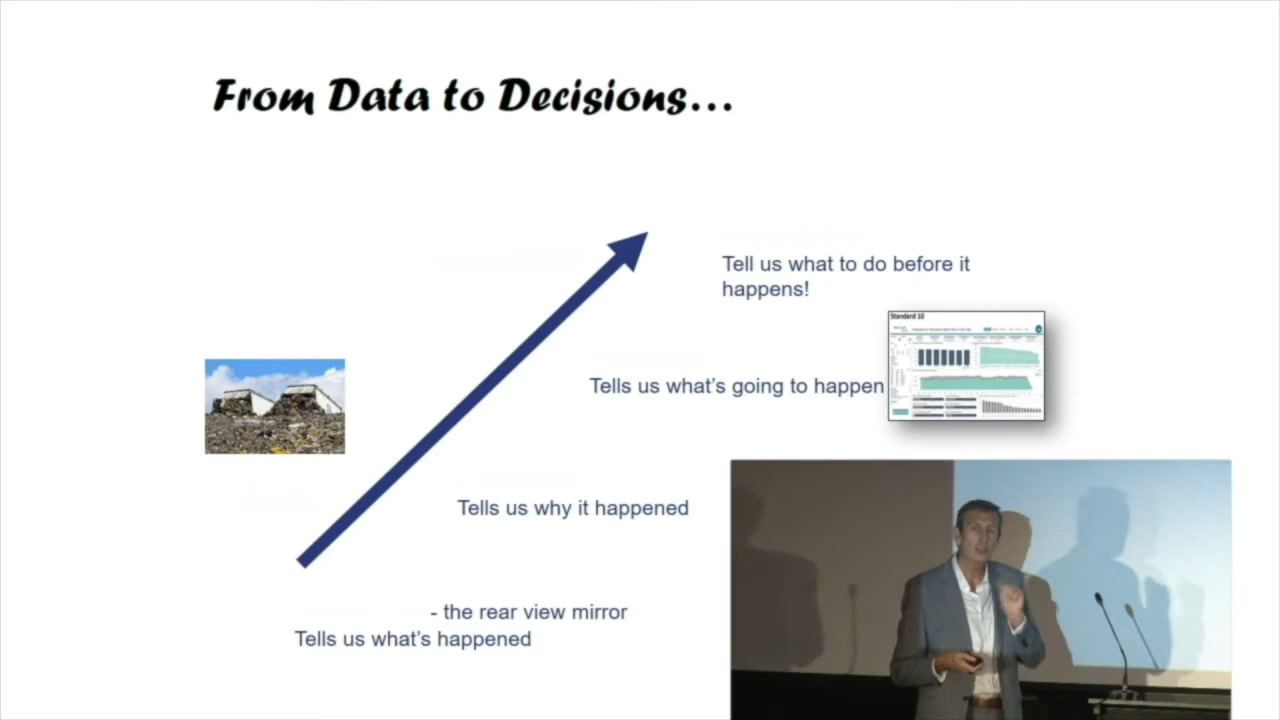 From Data to Decisions...
Tell us what to do before it
happens!
Standard 10
Tells us what's going to happen
Tells us why it happened
- the rear view mirror
Tells us what's happened